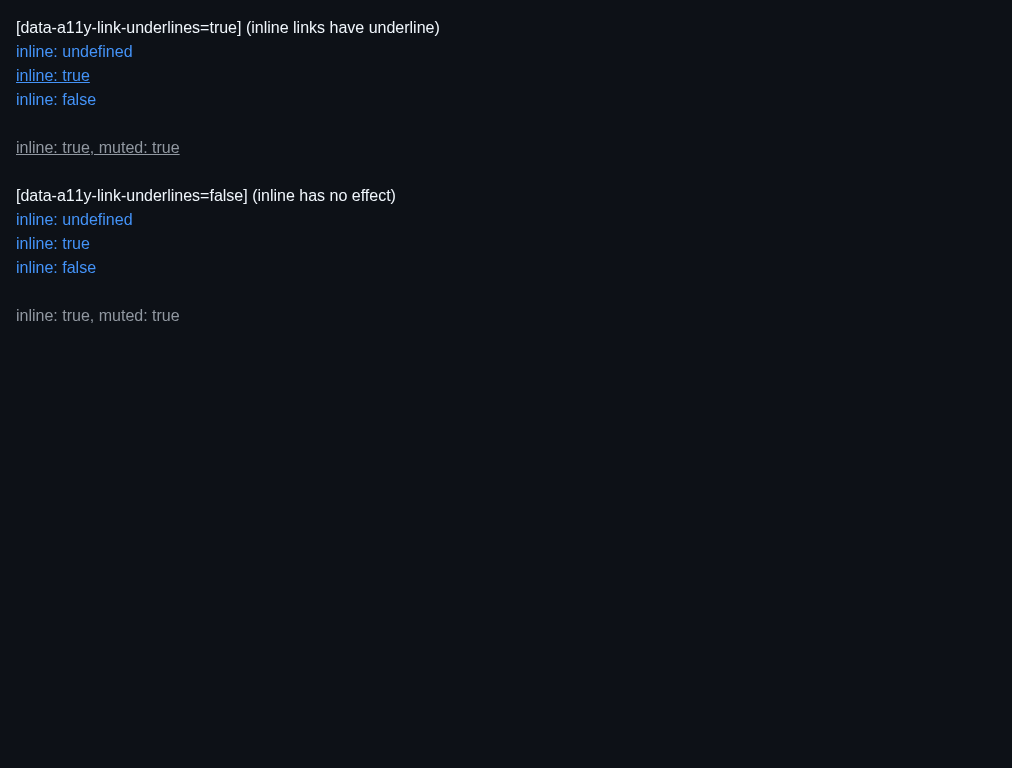 [data-a11y-link-underlines=true] (inline links have underline)
inline: undefined
inline: true
inline: false
inline: true, muted: true
[data-a11y-link-underlines=false] (inline has no effect)
inline: undefined
inline: true
inline: false
inline: true, muted: true